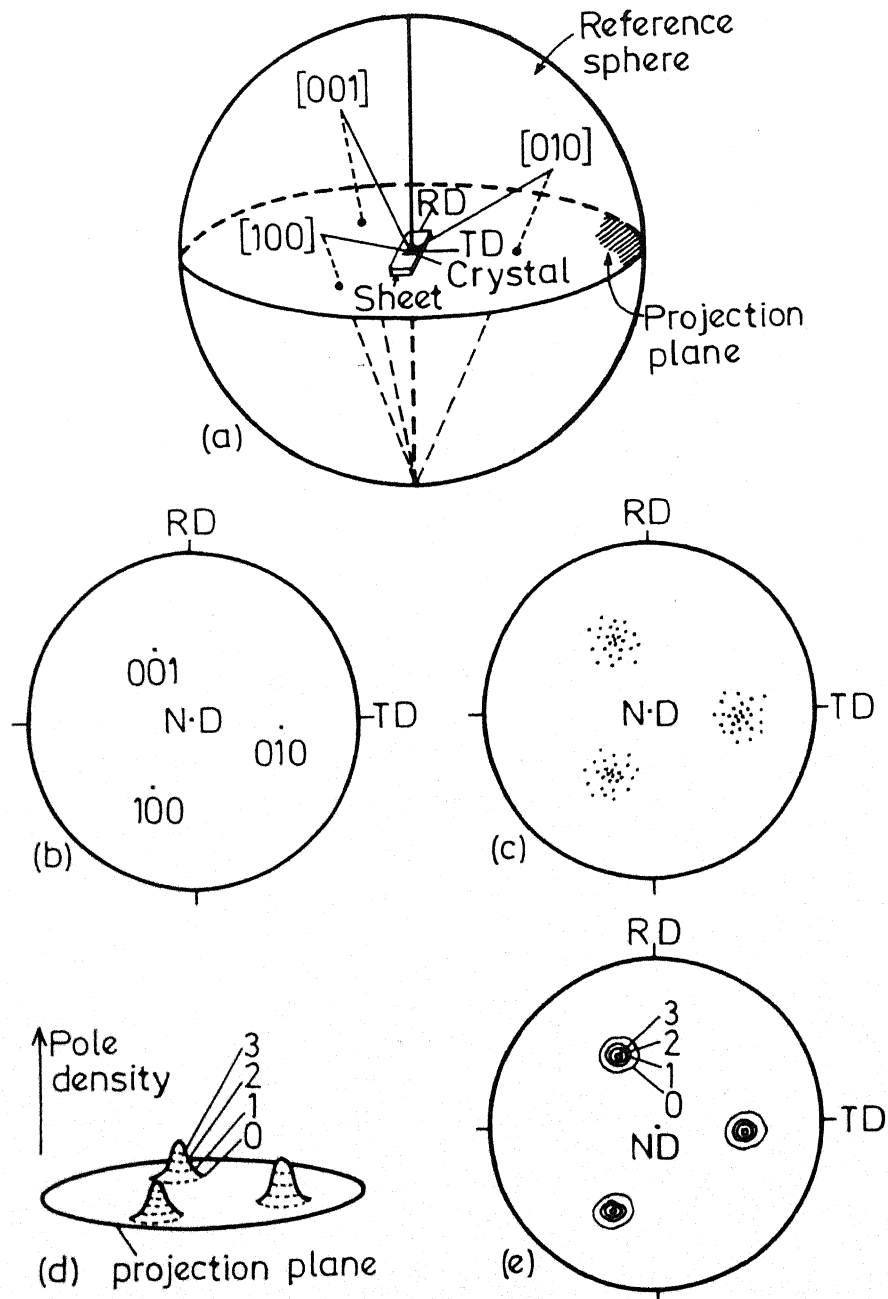 Reference
sphere
[001]
[010]
RD
[100]
TD
Crystal
Sheet
Projection
plane
(a)
RD
001
N·D
TD
010
100
(b)
RD
N·D
TD
(c)
Pole
density
3
2
1
0
(d) projection plane
RD
3
2
1
0
TD
ND
(e)